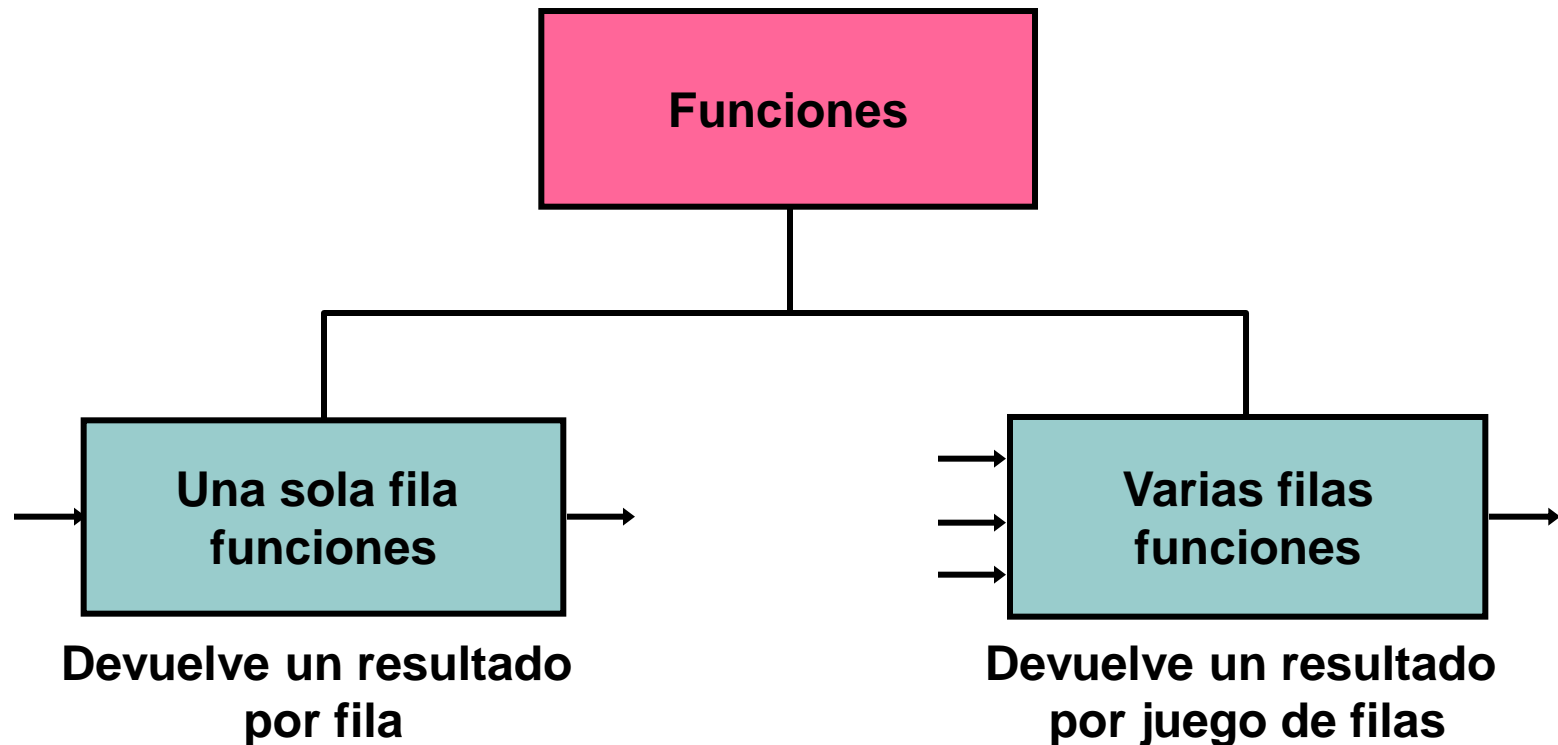 Funciones
Una sola fila
funciones
Devuelve un resultado
por fila
Varias filas
funciones
Devuelve un resultado
por juego de filas